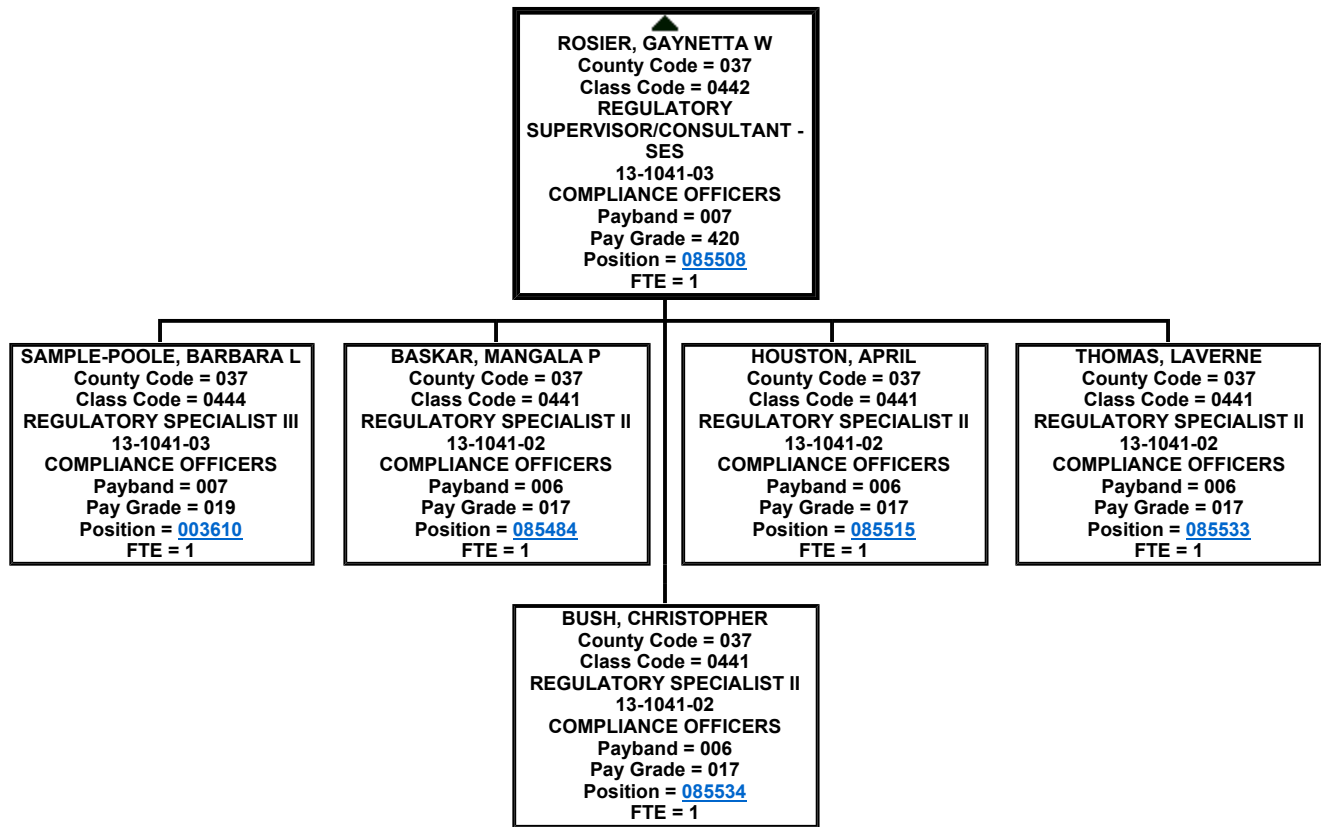 ROSIER, GAYNETTA W
County Code = 037
Class Code = 0442
REGULATORY
SUPERVISOR/CONSULTANT -
SES
13-1041-03
COMPLIANCE OFFICERS
Payband = 007
Pay Grade = 420
Position = 085508
FTE = 1
SAMPLE-POOLE, BARBARA L
County Code = 037
Class Code = 0444
REGULATORY SPECIALIST III
13-1041-03
COMPLIANCE OFFICERS
Payband = 007
Pay Grade = 019
Position = 003610
FTE = 1
BASKAR, MANGALA P
County Code = 037
Class Code = 0441
REGULATORY SPECIALIST II
13-1041-02
COMPLIANCE OFFICERS
Payband = 006
Pay Grade = 017
Position = 085484
FTE = 1
HOUSTON, APRIL
County Code = 037
Class Code = 0441
REGULATORY SPECIALIST II
13-1041-02
COMPLIANCE OFFICERS
Payband = 006
Pay Grade = 017
Position = 085515
FTE = 1
THOMAS, LAVERNE
County Code = 037
Class Code = 0441
REGULATORY SPECIALIST II
13-1041-02
COMPLIANCE OFFICERS
Payband = 006
Pay Grade = 017
Position = 085533
FTE = 1
BUSH, CHRISTOPHER
County Code = 037
Class Code = 0441
REGULATORY SPECIALIST II
13-1041-02
COMPLIANCE OFFICERS
Payband = 006
Pay Grade = 017
Position = 085534
FTE = 1